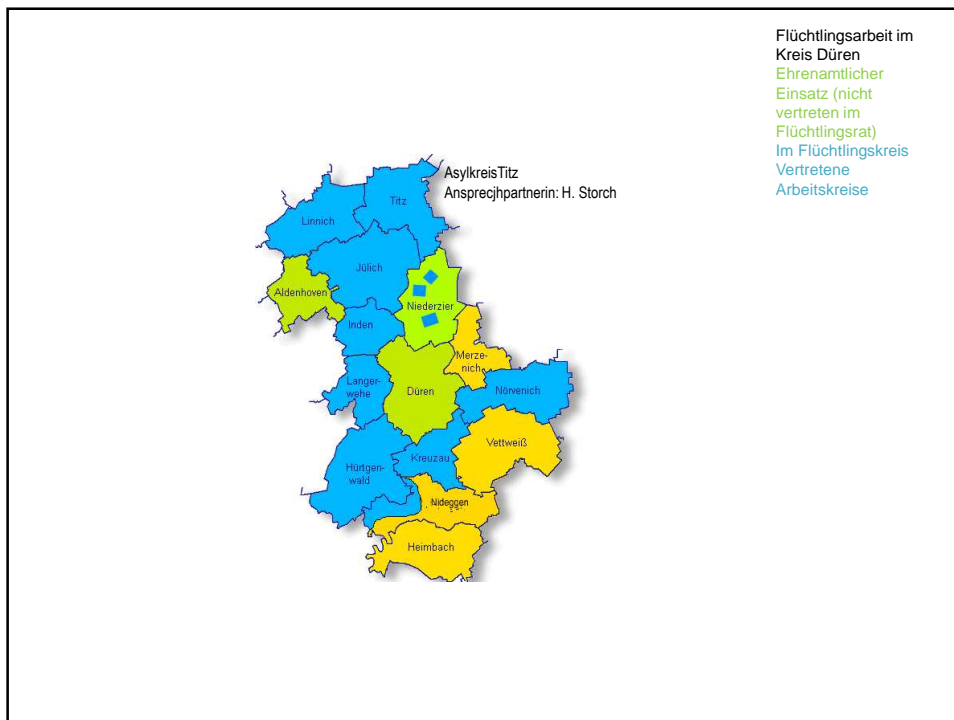 Flüchtlingsarbeit im
Kreis Düren
Ehrenamtlicher
Einsatz (nicht
vertreten im
Flüchtlingsrat)
Im Flüchtlingskreis
Vertretene
Arbeitskreise
AsylkreisTitz
Ansprecjhpartnerin: H. Storch
Titz
Linnich
Jülich
Aldenhoven
Niederzier
Inden
Merze-
nich
Langer-
wehe
Düren
Nörvenich
Vettweiß
Kreuzau
Hürtgen-
wald
Nideggen
Heimbach